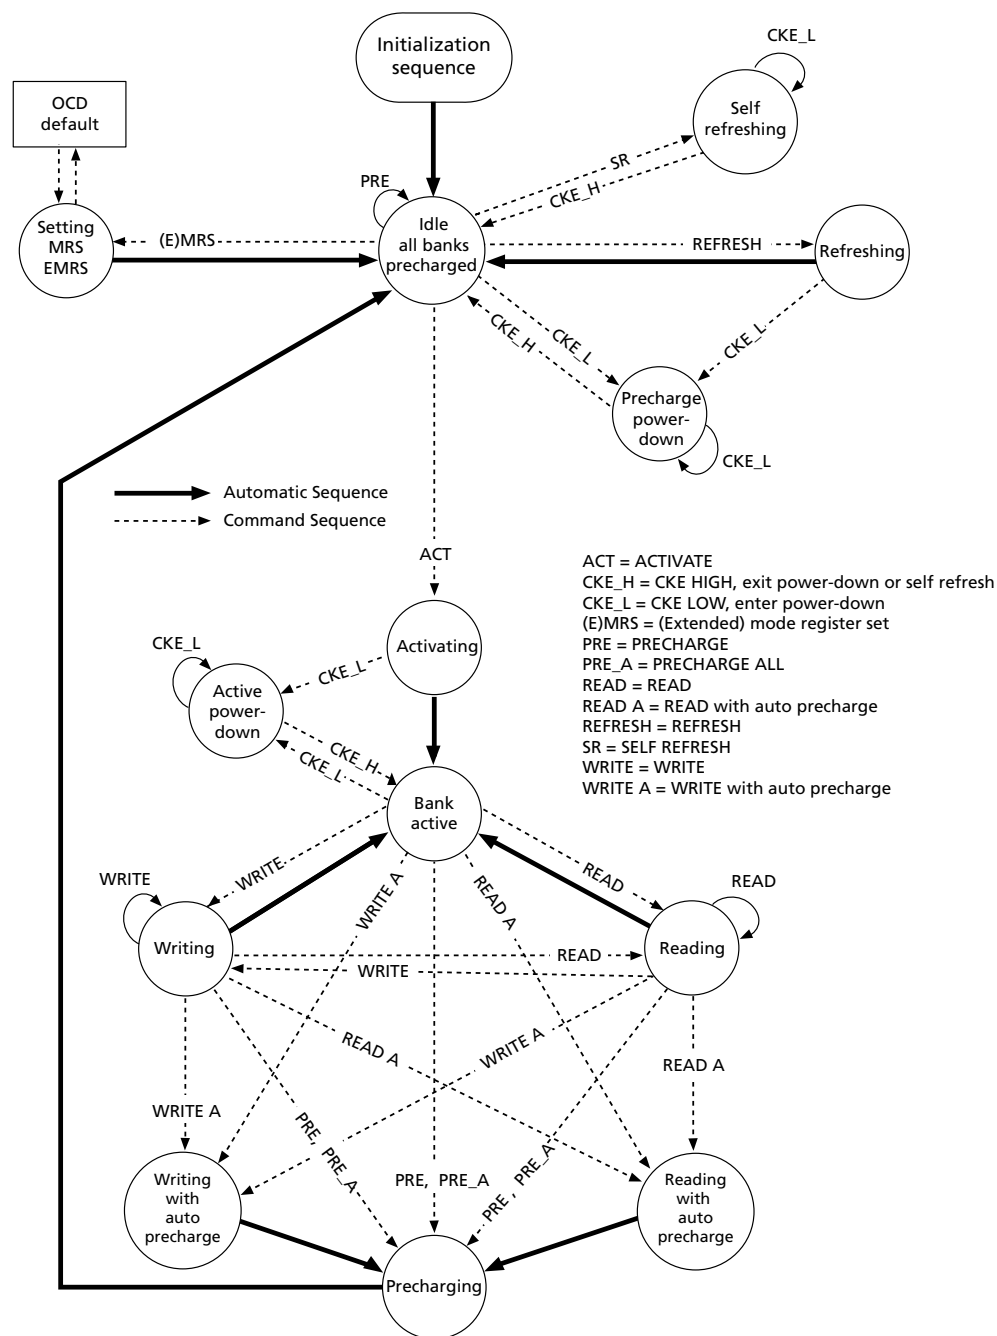 Initialization
sequence
CKE_L
OCD
default
Self
refreshing
SR
PRE
CKE_H
Setting
MRS
EMRS
(E)MRS
Idle
all banks
precharged
REFRESH
Refreshing
CKE_H
CKE_L
CKE_L
Precharge
power-
down
CKE_L
Automatic Sequence
Command Sequence
ACT
ACT = ACTIVATE
CKE_H = CKE HIGH, exit power-down or self refresh
CKE_L = CKE LOW, enter power-down
(E)MRS = (Extended) mode register set
PRE = PRECHARGE
PRE_A = PRECHARGE ALL
READ = READ
READ A = READ with auto precharge
REFRESH = REFRESH
SR = SELF REFRESH
WRITE = WRITE
WRITE A = WRITE with auto precharge
Activating
CKE_L
CKE_L
Active
power-
down
CKE_H
CKE_L
Bank
active
WRITE
WRITE
WRITE A
READ A
READ
READ
Writing
READ
WRITE
Reading
READ A
WRITE A
READ A
WRITE A
PRE, PRE_A
PRE, PRE_A
PRE, PRE_A
Writing
with
auto
precharge
Reading
with
auto
precharge
Precharging